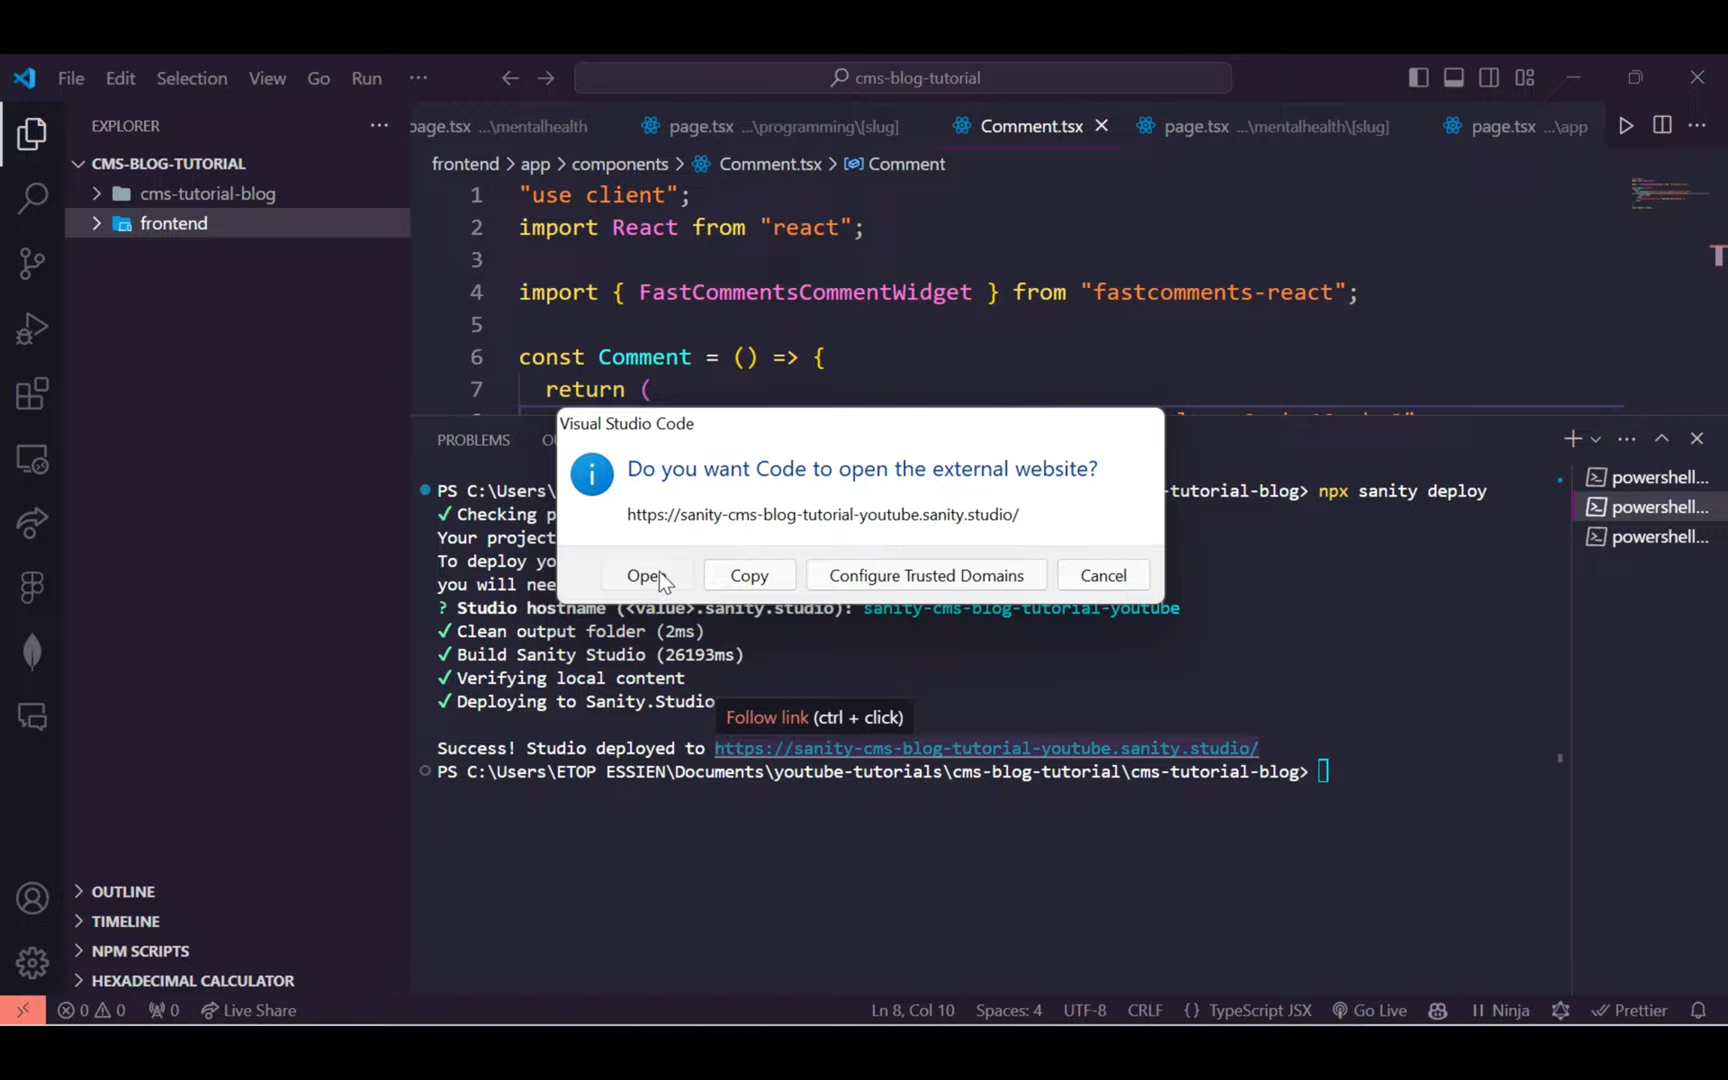 File Edit Selection View Go Run ··· cms-blog-tutorial
EXPLORER ···
CMS-BLOG-TUTORIAL
cms-tutorial-blog
frontend
page.tsx ...\mentalhealth page.tsx ...\programming\[slug] Comment.tsx page.tsx ...\mentalhealth\[slug] page.tsx ...\app
frontend > app > components > Comment.tsx > Comment
1 "use client";
2 import React from "react";
3
4 import { FastCommentsCommentWidget } from "fastcomments-react";
5
6 const Comment = () => {
7 return (
PROBLEMS
Visual Studio Code
Do you want Code to open the external website?
https://sanity-cms-blog-tutorial-youtube.sanity.studio/
Open Copy Configure Trusted Domains Cancel
PS C:\Users\ -tutorial-blog> npx sanity deploy
✓ Checking
Your project
To deploy
you will
? Studio hostname (<value>.sanity.studio): sanity-cms-blog-tutorial-youtube
✓ Clean output folder (2ms)
✓ Build Sanity Studio (26193ms)
✓ Verifying local content
✓ Deploying to Sanity.Studio
Follow link (ctrl + click)
Success! Studio deployed to https://sanity-cms-blog-tutorial-youtube.sanity.studio/
PS C:\Users\ETOP ESSIEN\Documents\youtube-tutorials\cms-blog-tutorial\cms-tutorial-blog>
powershell...
powershell...
powershell...
OUTLINE
TIMELINE
NPM SCRIPTS
HEXADECIMAL CALCULATOR
0 0 0 Live Share Ln 8, Col 10 Spaces: 4 UTF-8 CRLF {} TypeScript JSX Go Live Ninja Prettier